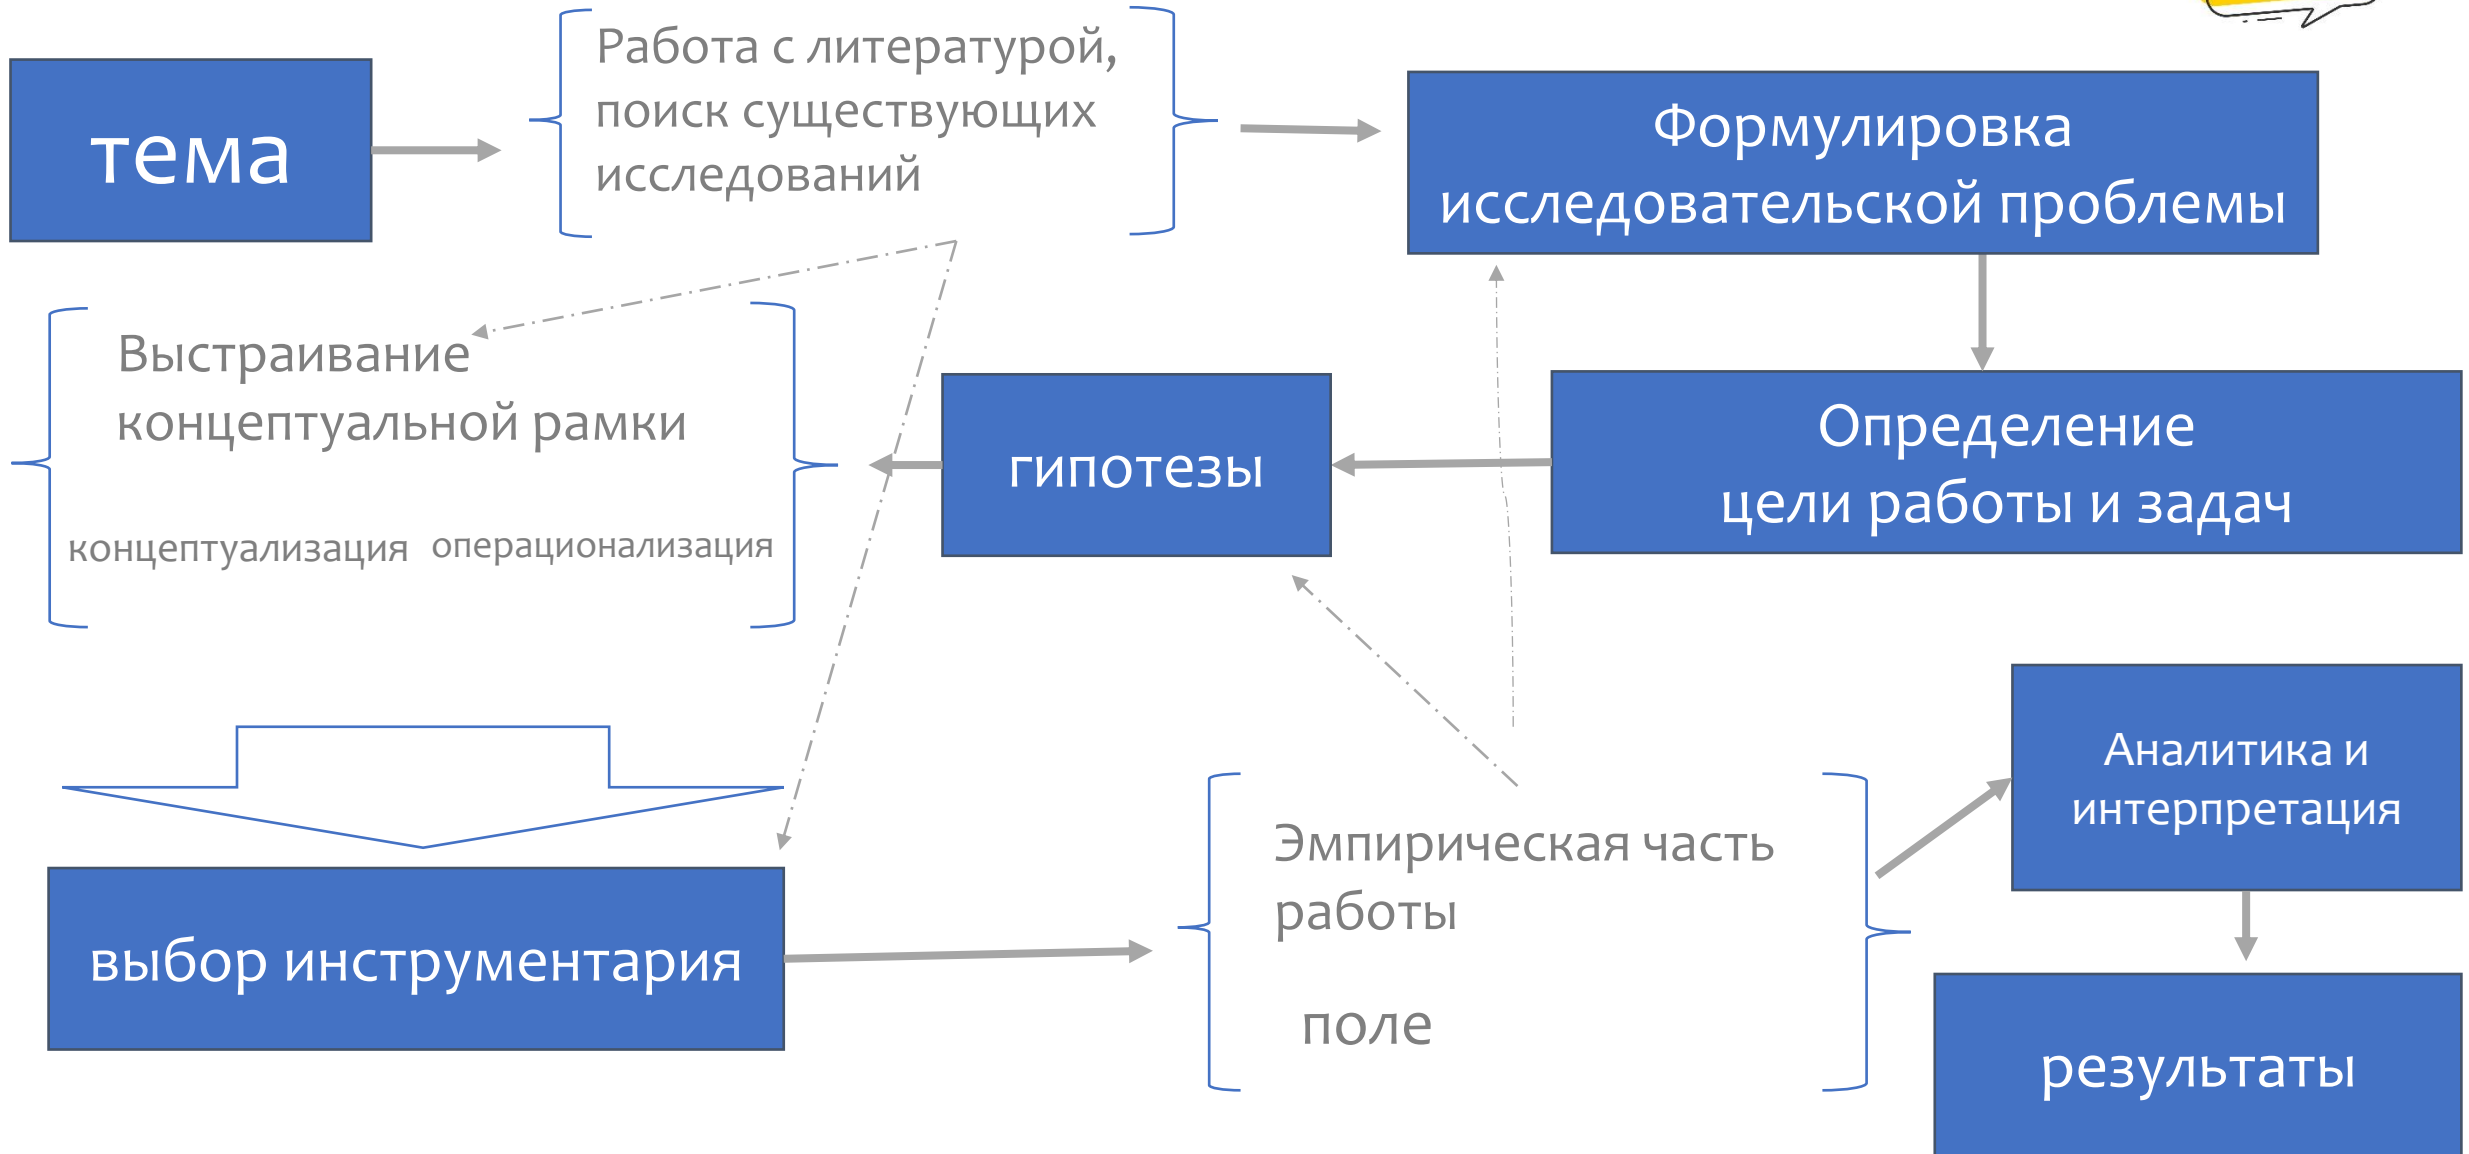 тема
Работа с литературой,
поиск существующих
исследований
Формулировка
исследовательской проблемы
Выстраивание
концептуальной рамки
концептуализация операционализация
гипотезы
Определение
цели работы и задач
выбор инструментария
Эмпирическая часть
работы
поле
Аналитика и
интерпретация
результаты